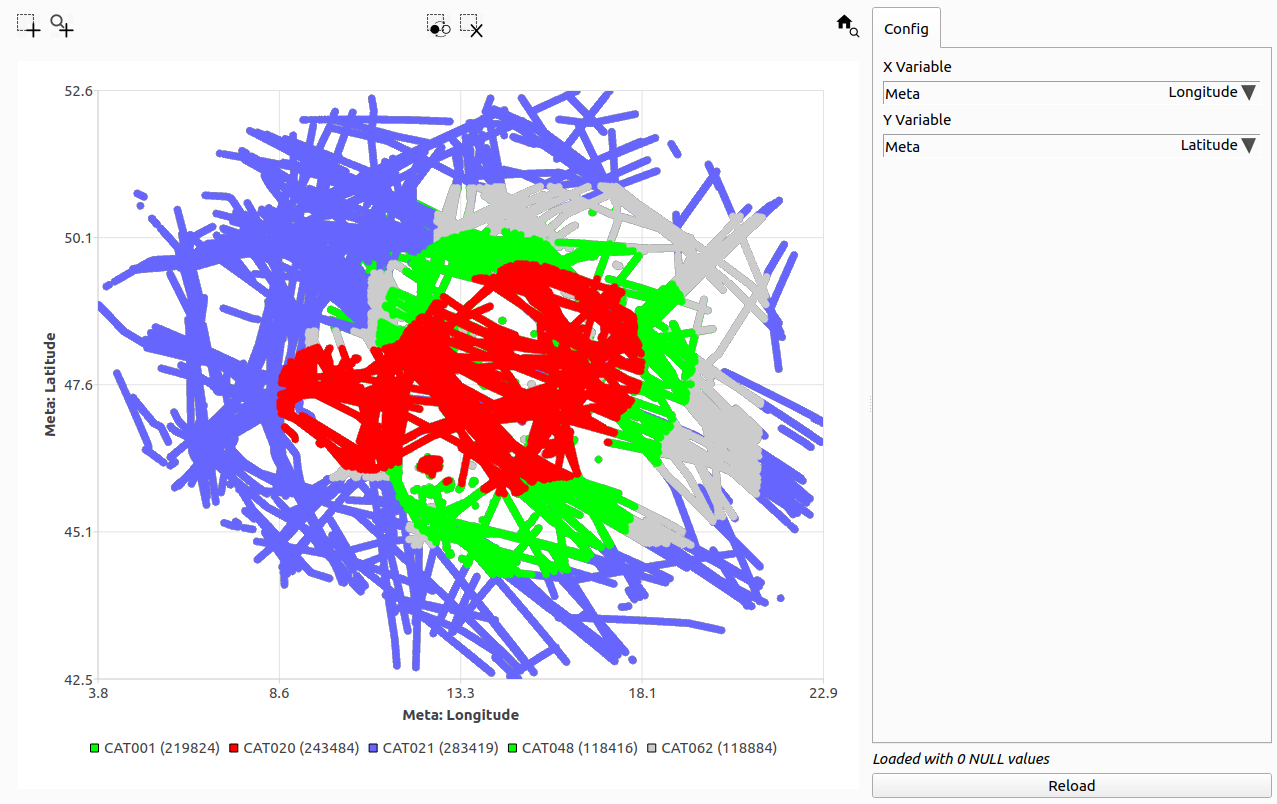 Config
X Variable
Meta Longitude
Y Variable
Meta Latitude
52.6
50.1
47.6
45.1
42.5
Meta: Latitude
3.8 8.6 13.3 18.1 22.9
Meta: Longitude
CAT001 (219824) CAT020 (243484) CAT021 (283419) CAT048 (118416) CAT062 (118884)
Loaded with 0 NULL values
Reload